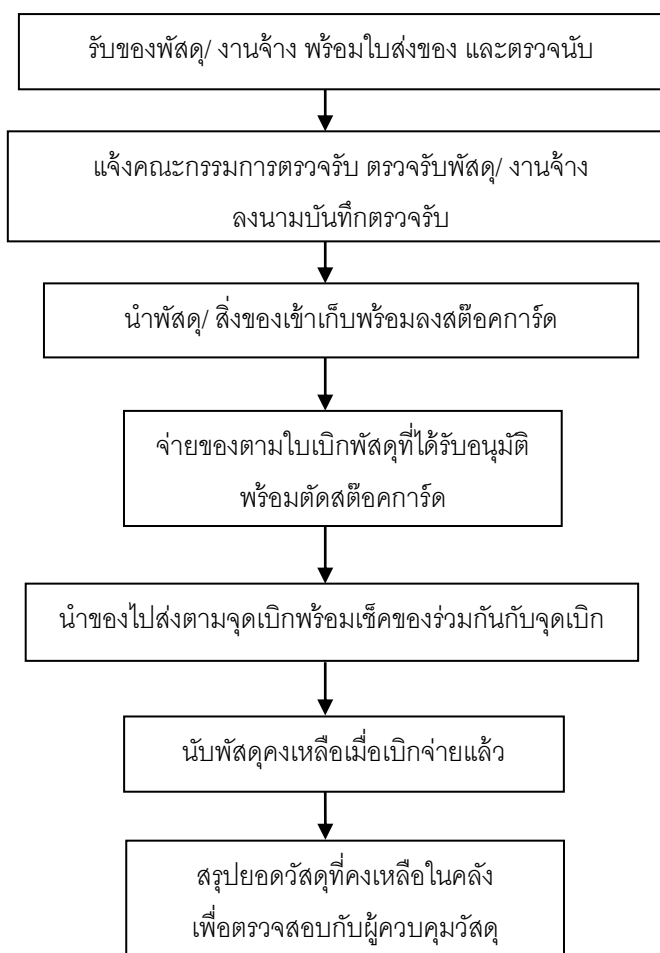 รับของพัสดุ/ งานจ้าง พร้อมใบส่งของ และตรวจนับ
แจ้งคณะกรรมการตรวจรับ ตรวจรับพัสดุ/ งานจ้าง
ลงนามบันทึกตรวจรับ
นำพัสดุ/ สิ่งของเข้าเก็บพร้อมลงสต๊อคการ์ด
จ่ายของตามใบเบิกพัสดุที่ได้รับอนุมัติ
พร้อมตัดสต๊อคการ์ด
นำของไปส่งตามจุดเบิกพร้อมเช็คของร่วมกันกับจุดเบิก
นับพัสดุคงเหลือเมื่อเบิกจ่ายแล้ว
สรุปยอดวัสดุที่คงเหลือในคลัง
เพื่อตรวจสอบกับผู้ควบคุมวัสดุ